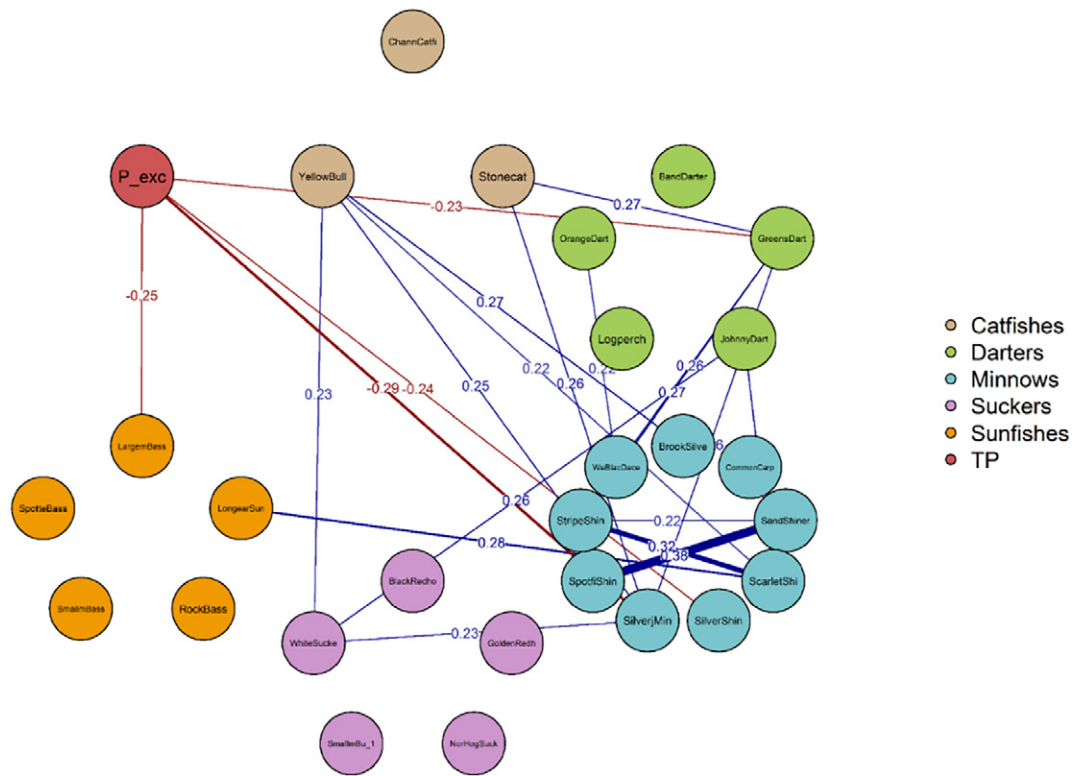 ChannCatfi
P_exc
YellowBull
Stonecat
BandDarter
-0.23
0.27
OrangeDart
GreensDart
-0.25
0.27
Logperch
JohnnyDart
Catfishes
Darters
Minnows
Suckers
Sunfishes
TP
0.22
0.22
0.26
0.26
0.27
-0.29
-0.24
0.25
0.23
LargemBass
BrookSilve
6
WeBlacDace
CommonCarp
SpotteBass
LongearSun
0.26
StripeShin
0.22
SandShiner
0.28
0.32
0.38
BlackRedho
SpotfiShin
ScarletShi
SmallmBass
RockBass
SilverjMin
SilverShin
WhiteSucke
0.23
GoldenRedh
SmallmBu_1
NorHogSuck